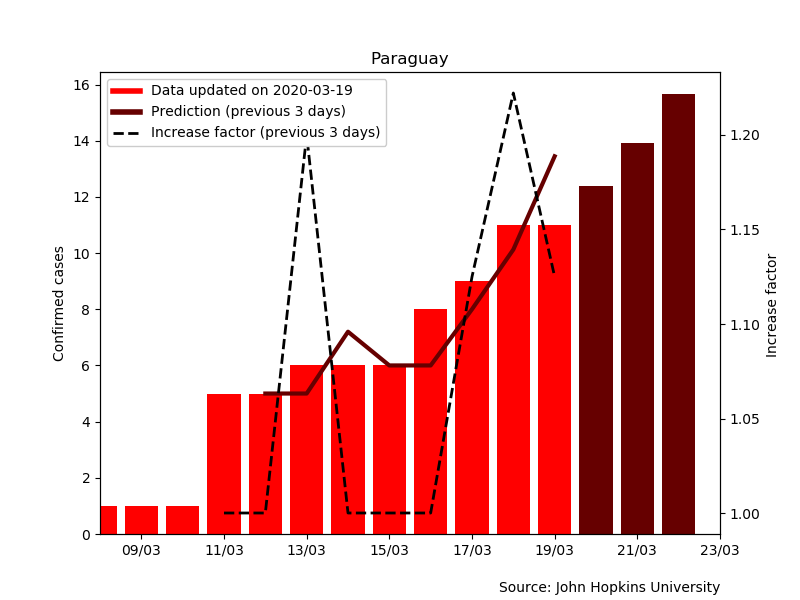 Paraguay
Data updated on 2020-03-19
Prediction (previous 3 days)
Increase factor (previous 3 days)
16
14
12
10
8
6
4
2
0
Confirmed cases
1.20
1.15
1.10
1.05
1.00
Increase factor
09/03 11/03 13/03 15/03 17/03 19/03 21/03 23/03
Source: John Hopkins University